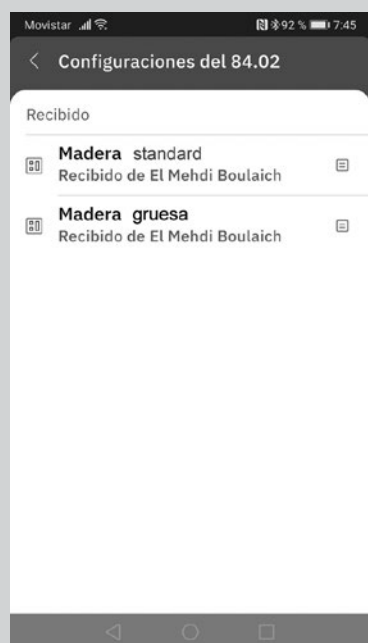 Movistar 92 % 7:45
Configuraciones del 84.02
Recibido
Madera standard
Recibido de El Mehdi Boulaich
Madera gruesa
Recibido de El Mehdi Boulaich